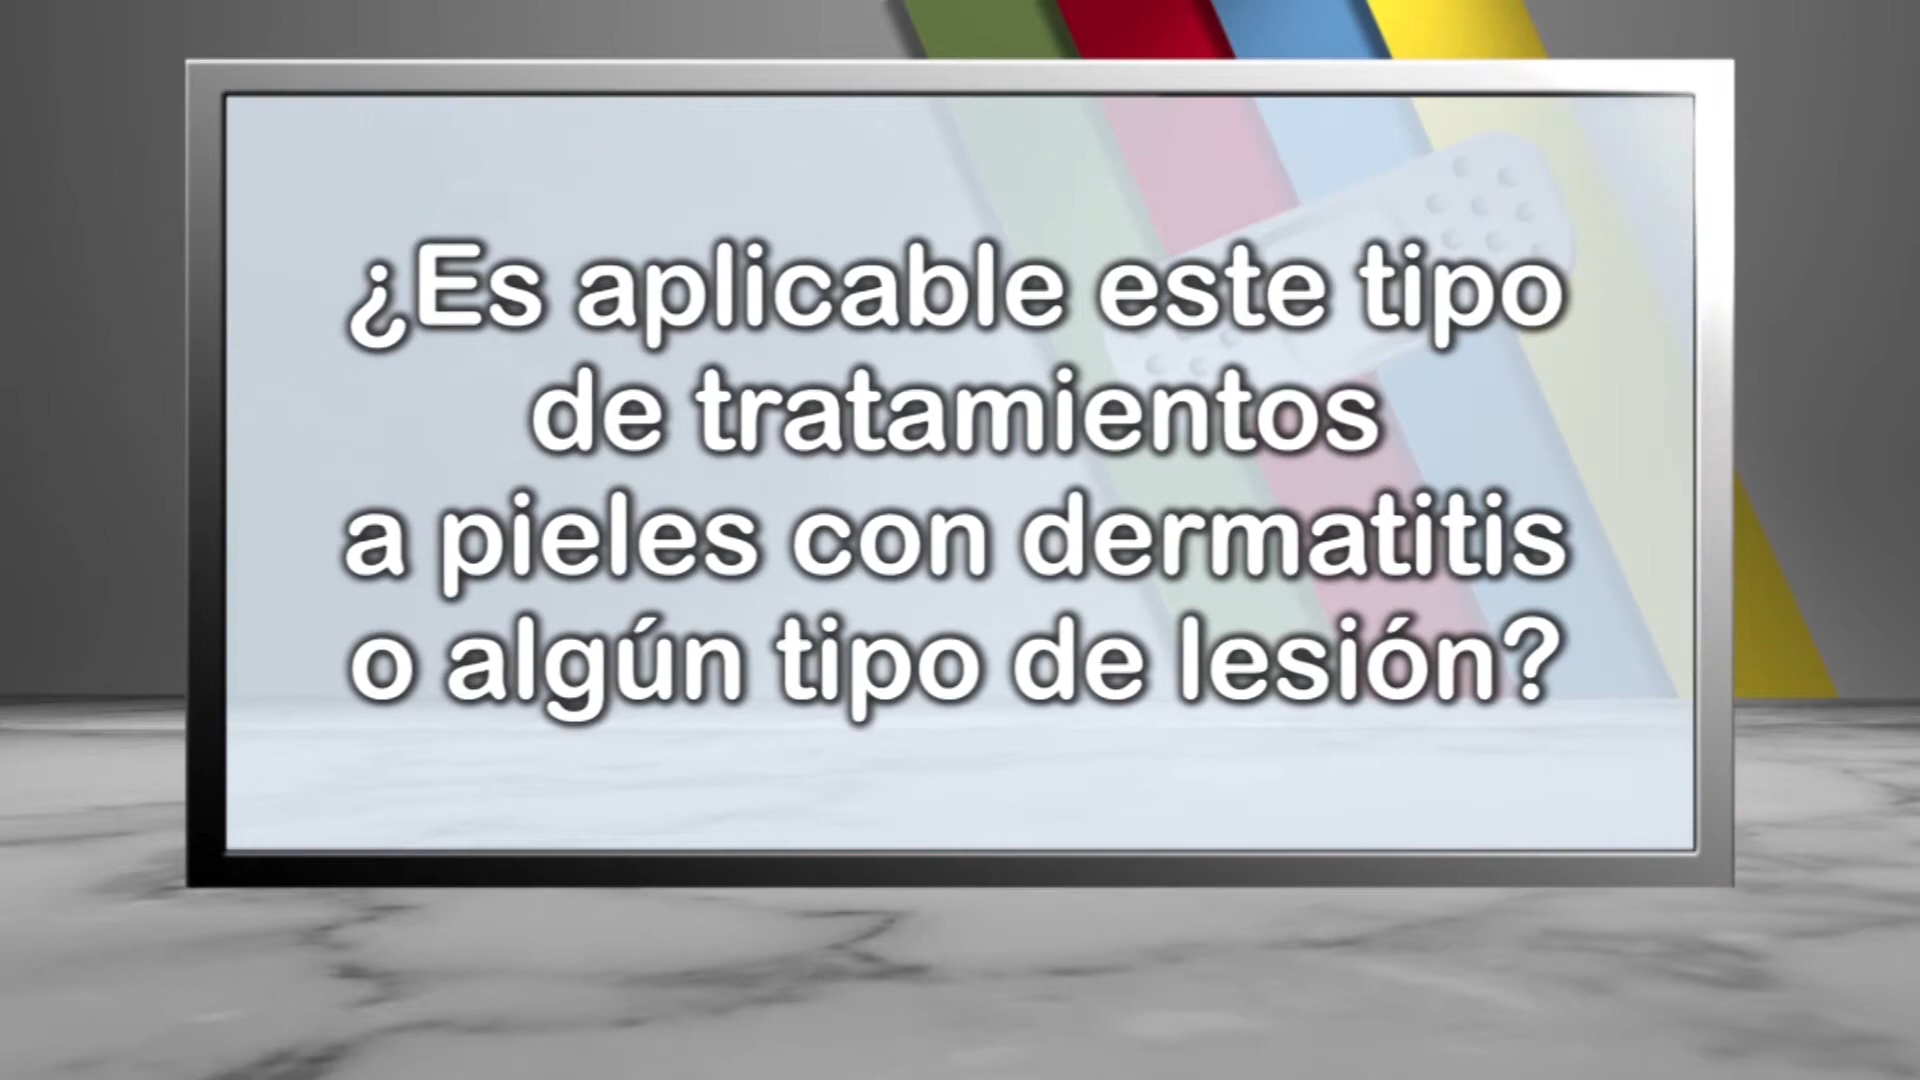 ¿Es aplicable este tipo
de tratamientos
a pieles con dermatitis
o algún tipo de lesión?